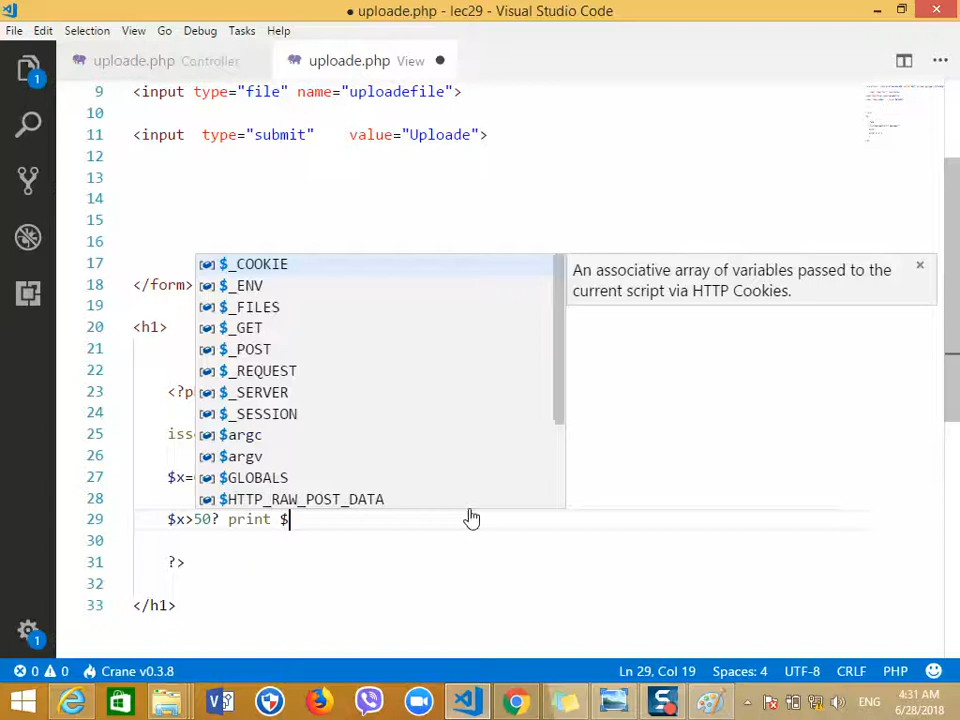 ● uploade.php - lec29 - Visual Studio Code
File Edit Selection View Go Debug Tasks Help
uploade.php Controller
uploade.php View ●
9 <input type="file" name="uploadefile">
10
11 <input type="submit" value="Uploade">
12
13
14
15
16
17
18 </form>
19
20 <h1>
21
22
23 <?p
24
25 iss
26
27 $x=
28
29 $x>50? print $
30
31 ?>
32
33 </h1>
$_COOKIE
$_ENV
$_FILES
$_GET
$_POST
$_REQUEST
$_SERVER
$_SESSION
$argc
$argv
$GLOBALS
$HTTP_RAW_POST_DATA
An associative array of variables passed to the
current script via HTTP Cookies.
1
1
0 0 Crane v0.3.8 Ln 29, Col 19 Spaces: 4 UTF-8 CRLF PHP
ENG
4:31 AM
6/28/2018